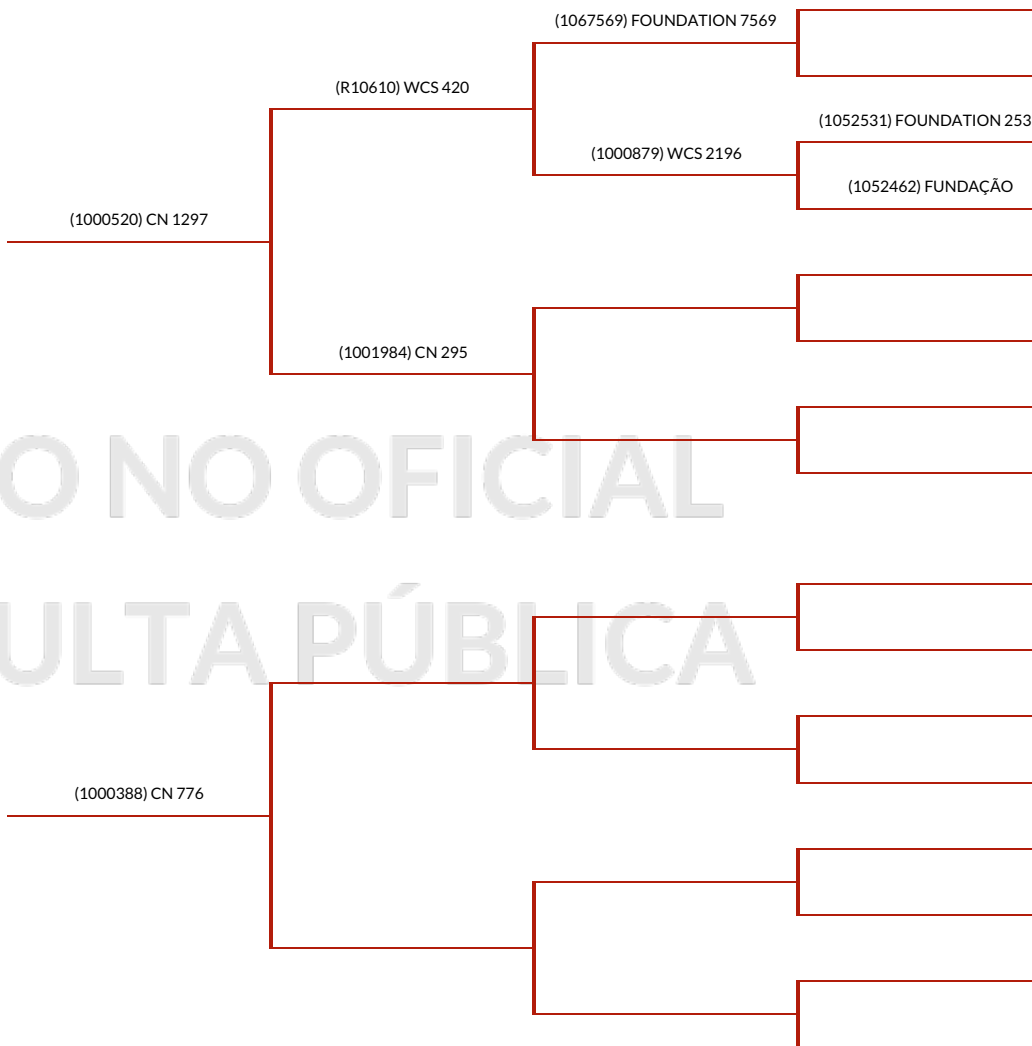 (1067569) FOUNDATION 7569
(R10610) WCS 420
(1052531) FOUNDATION 253
(1000879) WCS 2196
(1052462) FUNDAÇÃO
(1000520) CN 1297
(1001984) CN 295
O NO OFICIAL
ULTA PÚBLICA
(1000388) CN 776